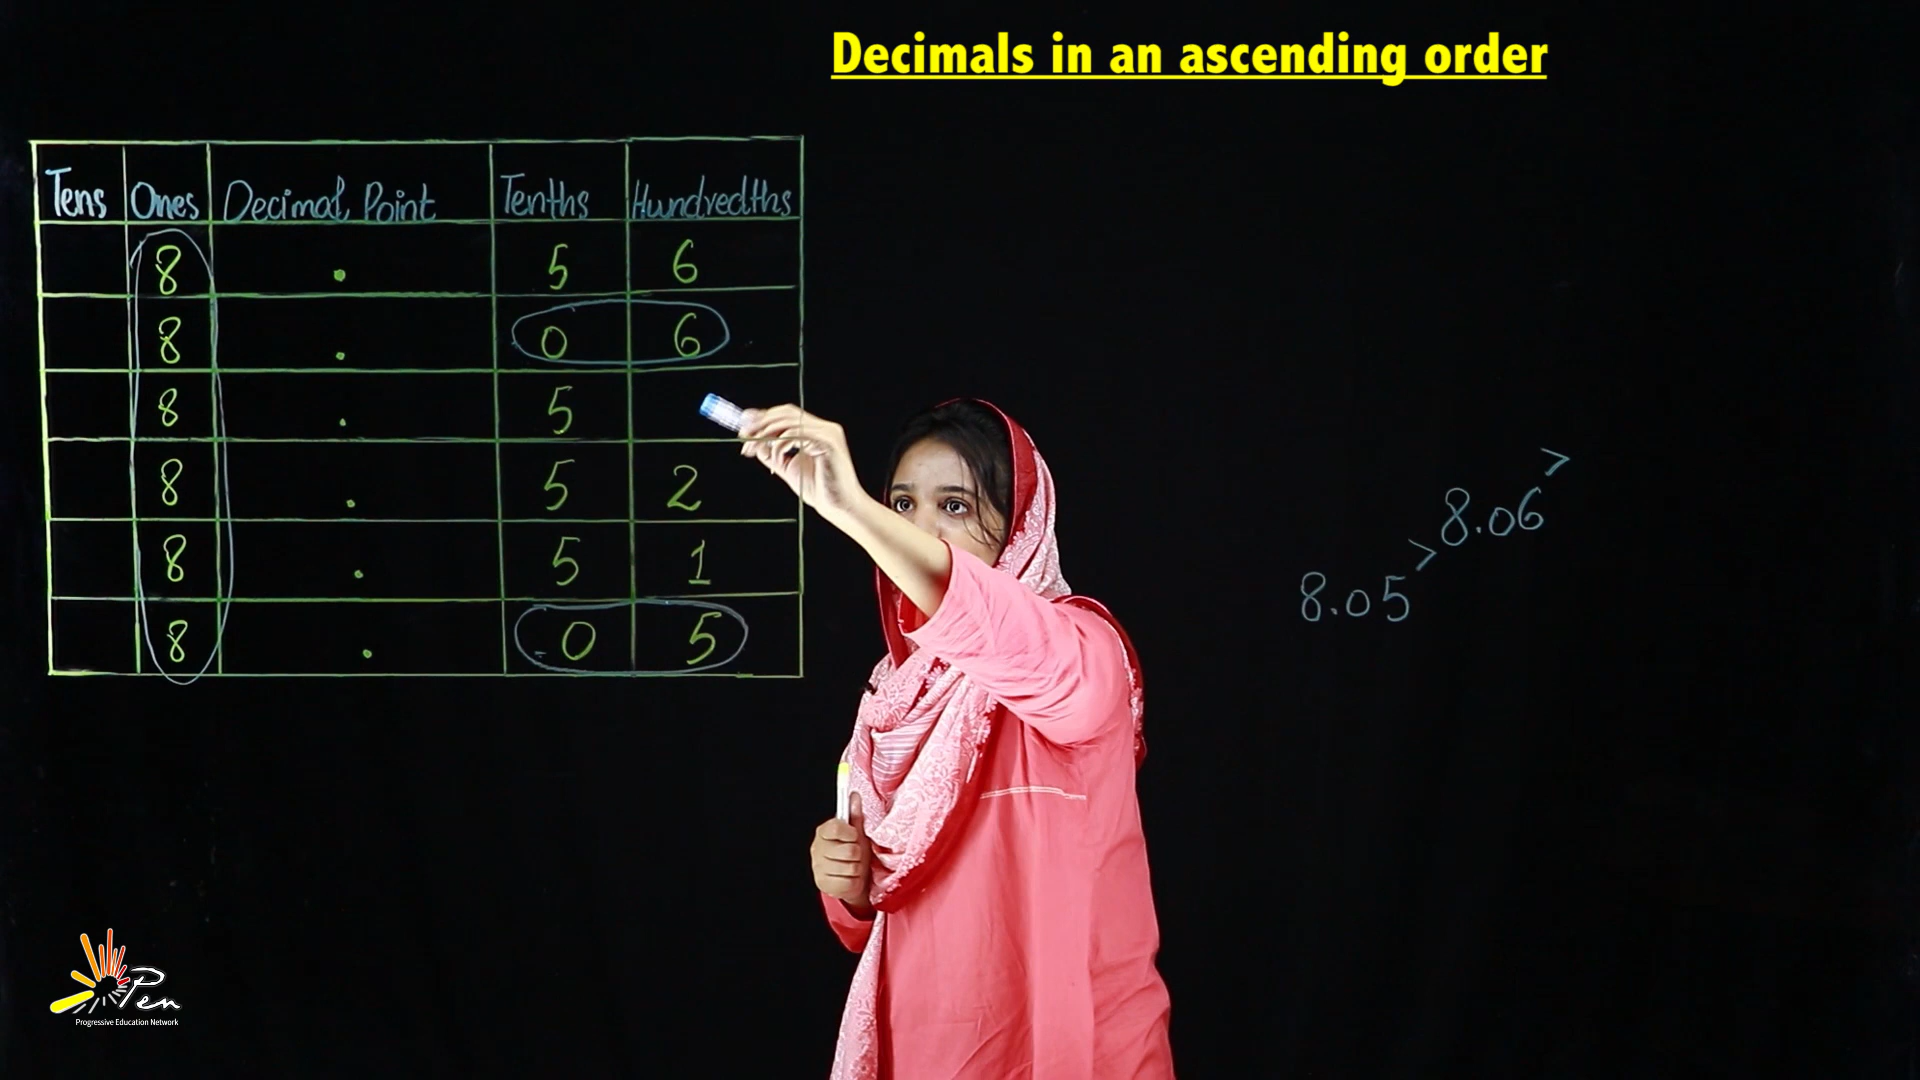 Decimals in an ascending order
Tens Ones Decimal Point Tenths Hundredths
8 . 5 6
8 . 0 6
8 . 5
8 . 5 2
8 . 5 1
8 . 0 5
>
8.06
>
8.05
Pen
Progressive Education Network